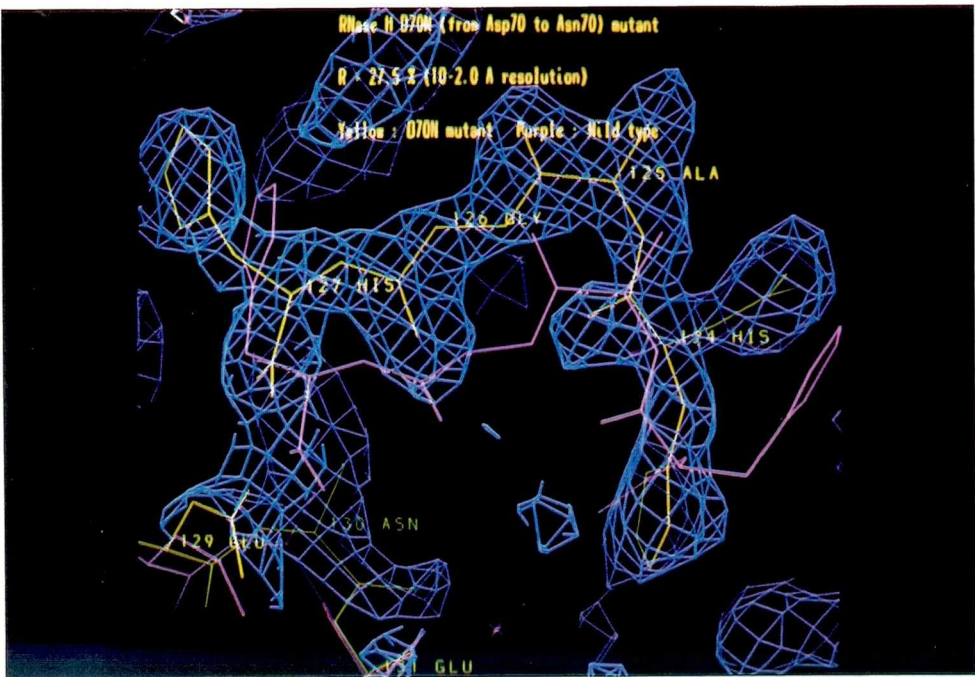 RNase H D70N (from Asp70 to Asn70) mutant
R = 27.5 % (10-2.0 A resolution)
Yellow : D70N mutant Purple : Wild type
125 ALA
126 GLY
127 HIS
124 HIS
130 ASN
129 GLU
131 GLU